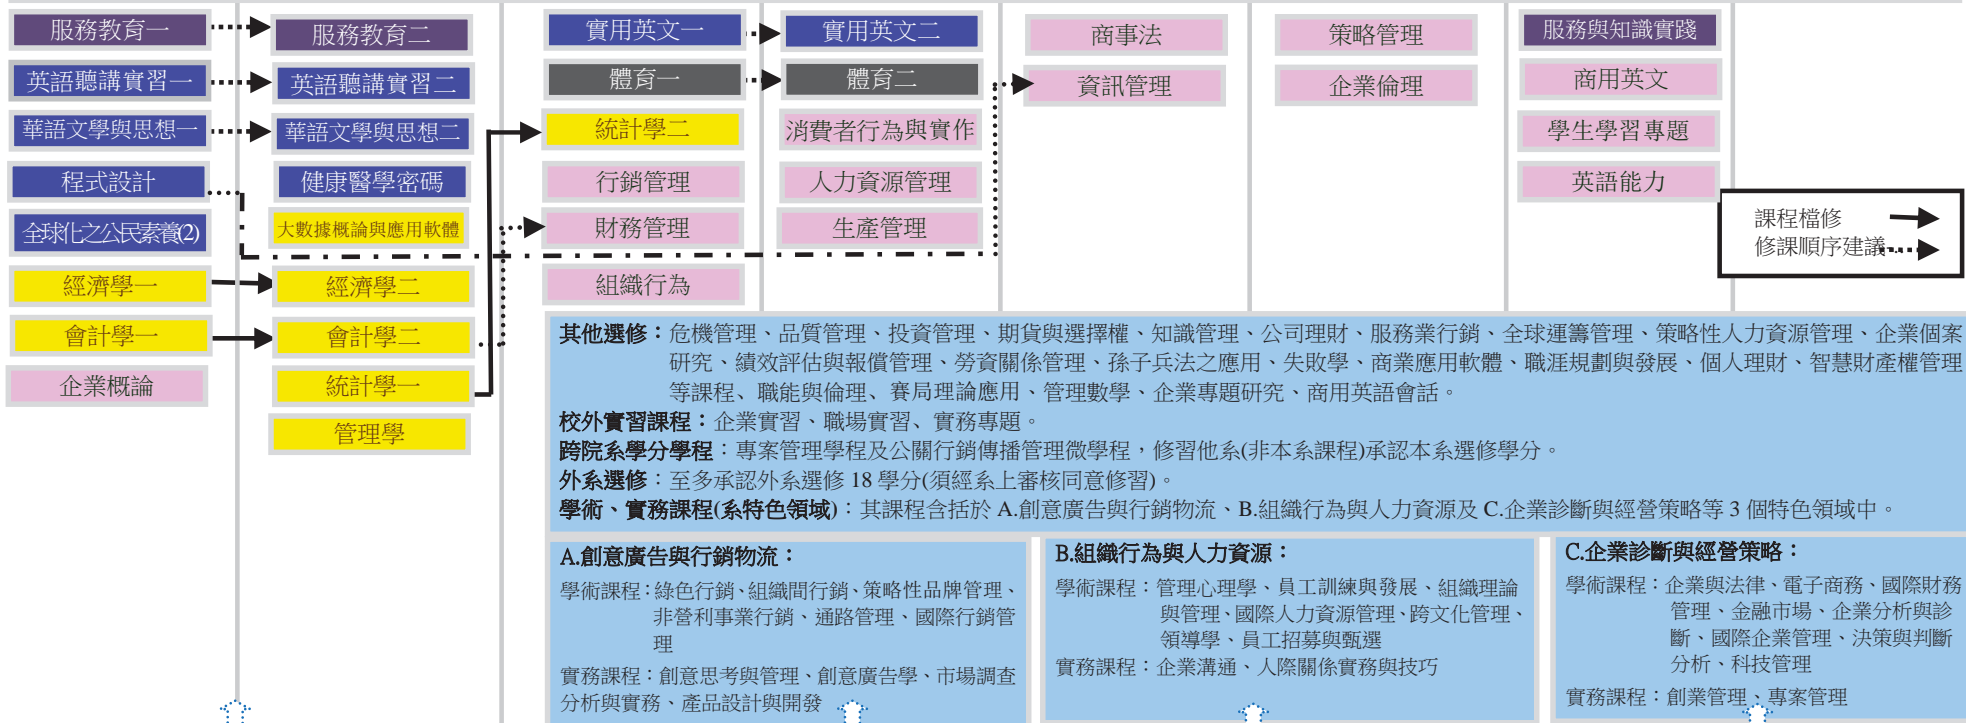 服務教育一
英語聽講實習一
華語文學與思想一
程式設計
全球化之公民素養(2)
經濟學一
會計學一
企業概論
服務教育二
英語聽講實習二
華語文學與思想二
健康醫學密碼
大數據概論與應用軟體
經濟學二
會計學二
統計學一
管理學
實用英文一
體育一
統計學二
行銷管理
財務管理
組織行為
實用英文二
體育二
消費者行為與實作
人力資源管理
生產管理
商事法
資訊管理
策略管理
企業倫理
服務與知識實踐
商用英文
學生學習專題
英語能力
課程檔修
修課順序建議
其他選修：危機管理、品質管理、投資管理、期貨與選擇權、知識管理、公司理財、服務業行銷、全球運籌管理、策略性人力資源管理、企業個案
研究、績效評估與報償管理、勞資關係管理、孫子兵法之應用、失敗學、商業應用軟體、職涯規劃與發展、個人理財、智慧財產權管理
等課程、職能與倫理、賽局理論應用、管理數學、企業專題研究、商用英語會話。
校外實習課程：企業實習、職場實習、實務專題。
跨院系學分學程：專案管理學程及公關行銷傳播管理微學程，修習他系(非本系課程)承認本系選修學分。
外系選修：至多承認外系選修 18 學分(須經系上審核同意修習)。
學術、實務課程(系特色領域)：其課程含括於 A.創意廣告與行銷物流、B.組織行為與人力資源及 C.企業診斷與經營策略等 3 個特色領域中。
A.創意廣告與行銷物流：
學術課程：綠色行銷、組織間行銷、策略性品牌管理、
非營利事業行銷、通路管理、國際行銷管
理
實務課程：創意思考與管理、創意廣告學、市場調查
分析與實務、產品設計與開發
B.組織行為與人力資源：
學術課程：管理心理學、員工訓練與發展、組織理論
與管理、國際人力資源管理、跨文化管理、
領導學、員工招募與甄選
實務課程：企業溝通、人際關係實務與技巧
C.企業診斷與經營策略：
學術課程：企業與法律、電子商務、國際財務
管理、金融市場、企業分析與診
斷、國際企業管理、決策與判斷
分析、科技管理
實務課程：創業管理、專案管理